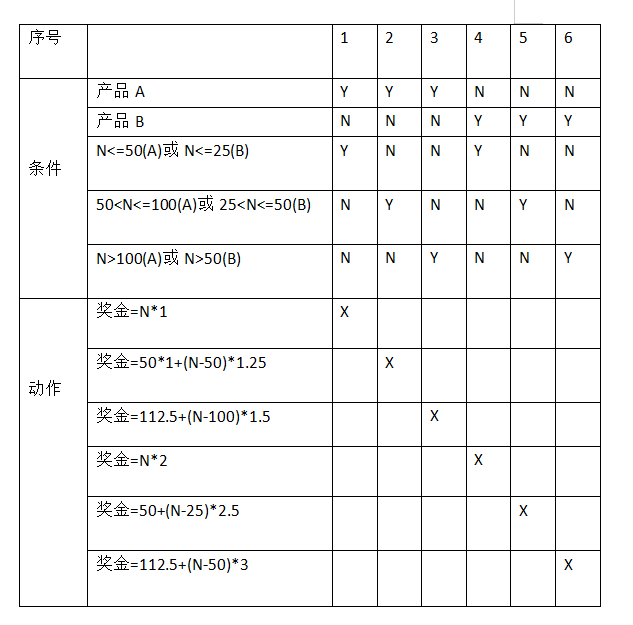 序号 1 2 3 4 5 6
产品 A Y Y Y N N N
产品 B N N N Y Y Y
条件 N<=50(A)或 N<=25(B) Y N N Y N N
50<N<=100(A)或 25<N<=50(B) N Y N N Y N
N>100(A)或 N>50(B) N N Y N N Y
奖金=N*1 X
奖金=50*1+(N-50)*1.25 X
动作
奖金=112.5+(N-100)*1.5 X
奖金=N*2 X
奖金=50+(N-25)*2.5 X
奖金=112.5+(N-50)*3 X